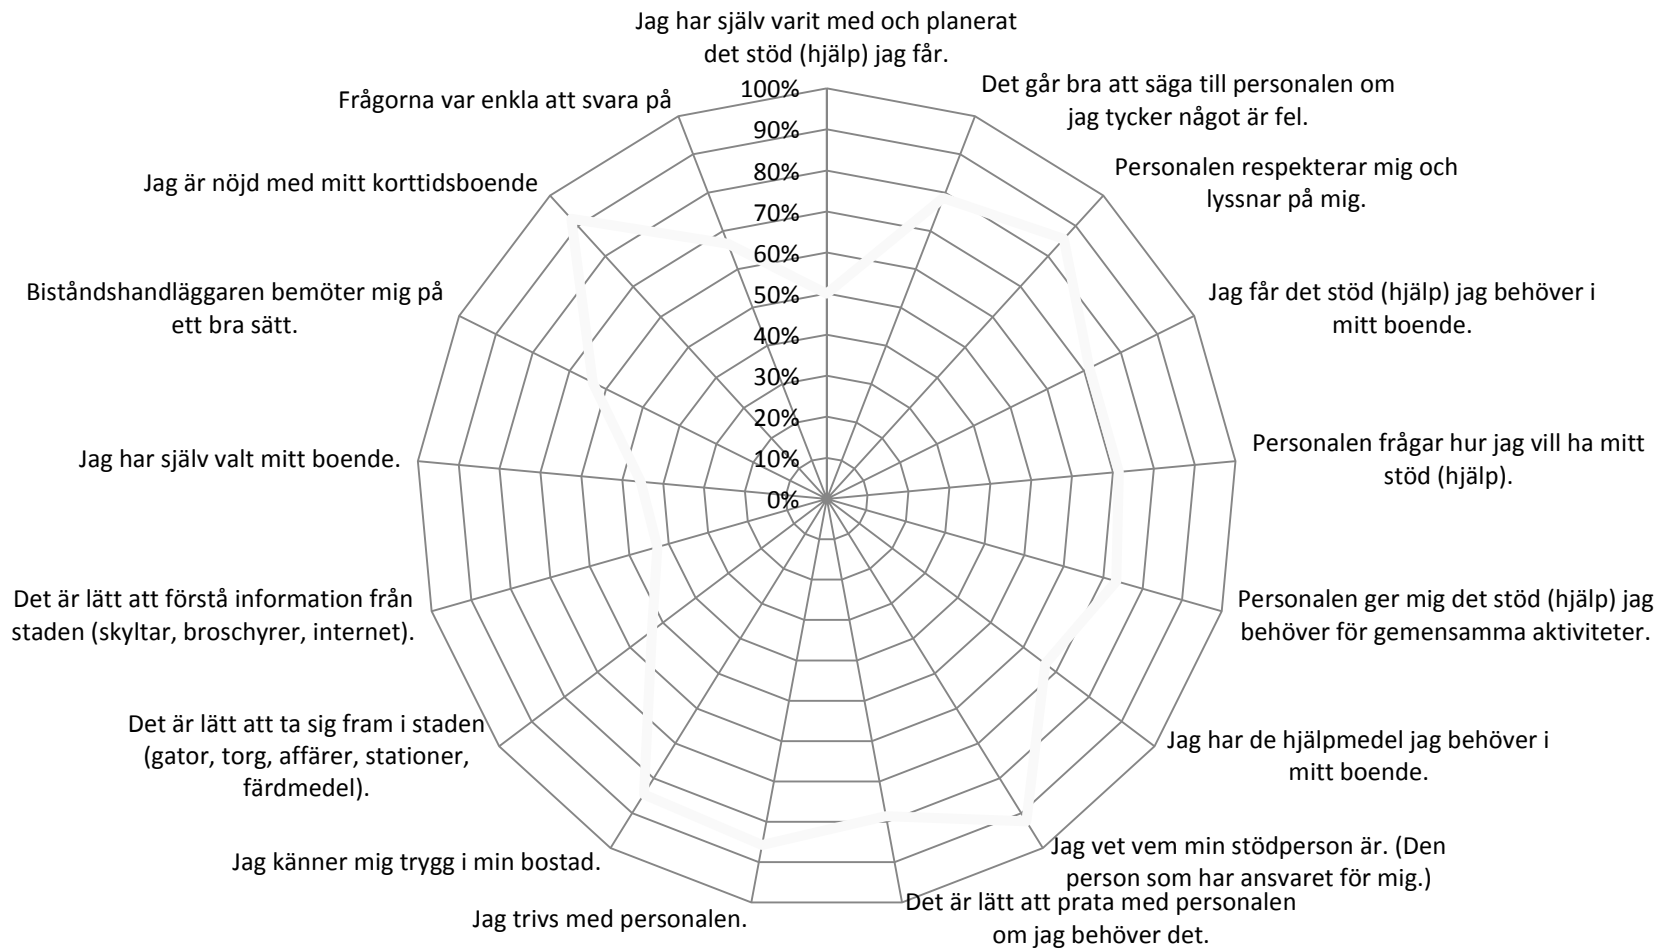 Jag har själv varit med och planerat
det stöd (hjälp) jag får.
Det går bra att säga till personalen om
jag tycker något är fel.
Personalen respekterar mig och
lyssnar på mig.
Jag får det stöd (hjälp) jag behöver i
mitt boende.
Personalen frågar hur jag vill ha mitt
stöd (hjälp).
Personalen ger mig det stöd (hjälp) jag
behöver för gemensamma aktiviteter.
Jag har de hjälpmedel jag behöver i
mitt boende.
Jag vet vem min stödperson är. (Den
person som har ansvaret för mig.)
Det är lätt att prata med personalen
om jag behöver det.
Jag trivs med personalen.
Jag känner mig trygg i min bostad.
Det är lätt att ta sig fram i staden
(gator, torg, affärer, stationer,
färdmedel).
Det är lätt att förstå information från
staden (skyltar, broschyrer, internet).
Jag har själv valt mitt boende.
Biståndshandläggaren bemöter mig på
ett bra sätt.
Jag är nöjd med mitt korttidsboende
Frågorna var enkla att svara på
100%
90%
80%
70%
60%
50%
40%
30%
20%
10%
0%